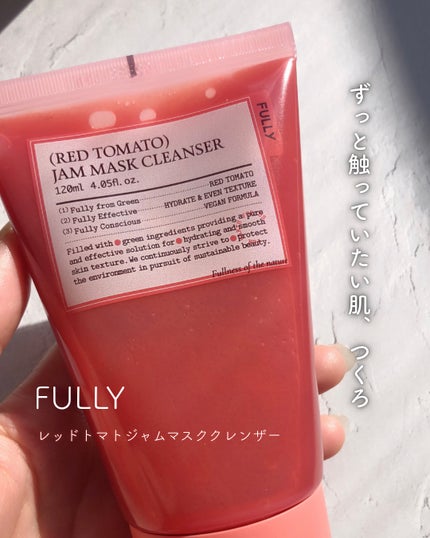 (RED TOMATO)
JAM MASK CLEANSER
120ml 4.05fl.oz.
(1) Fully from Green RED TOMATO
(2) Fully Effective HYDRATE & EVEN TEXTURE
(3) Fully Conscious VEGAN FORMULA
Filled with green ingredients providing a pure
and effective solution for hydrating and smooth
skin texture. We continuously strive to protect
the environment in pursuit of sustainable beauty.
Fullness of the nature
FULLY
ずっと触っていたい肌、つくろ
FULLY
レッドトマトジャムマスククレンザー